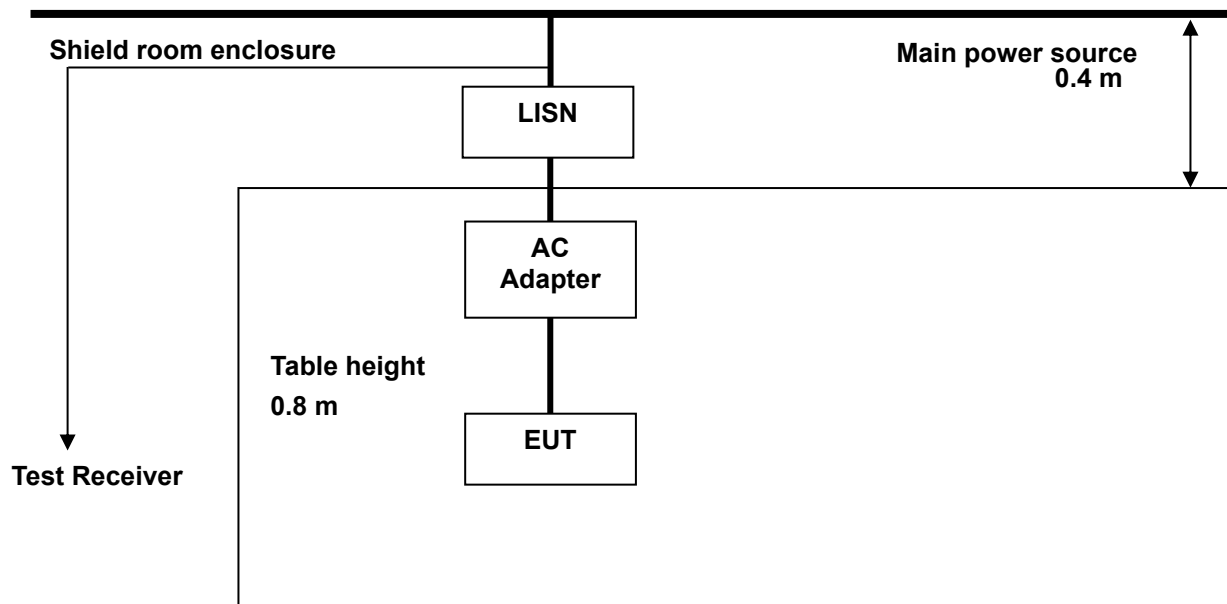 Shield room enclosure
Main power source
0.4 m
LISN
AC
Adapter
Table height
0.8 m
EUT
Test Receiver